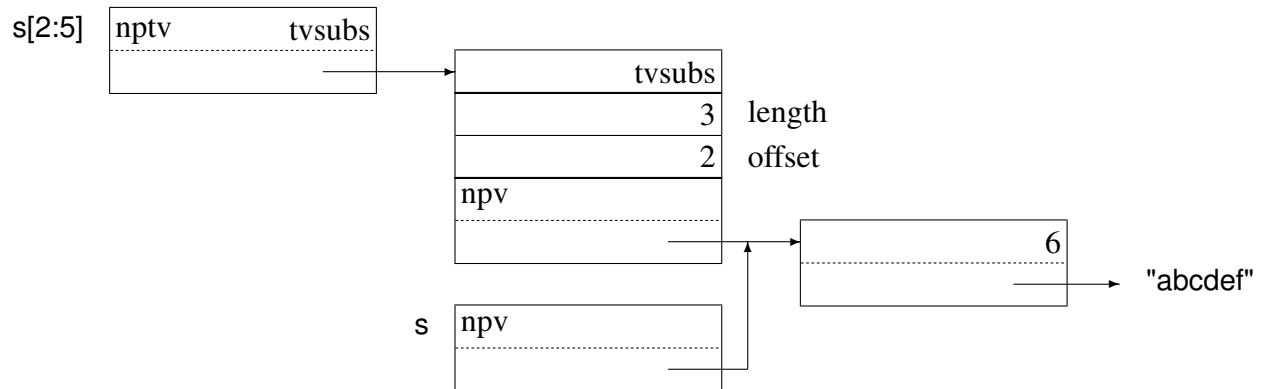 s[2:5] nptv tvsubs
tvsubs
3 length
2 offset
npv
6
"abcdef"
s npv